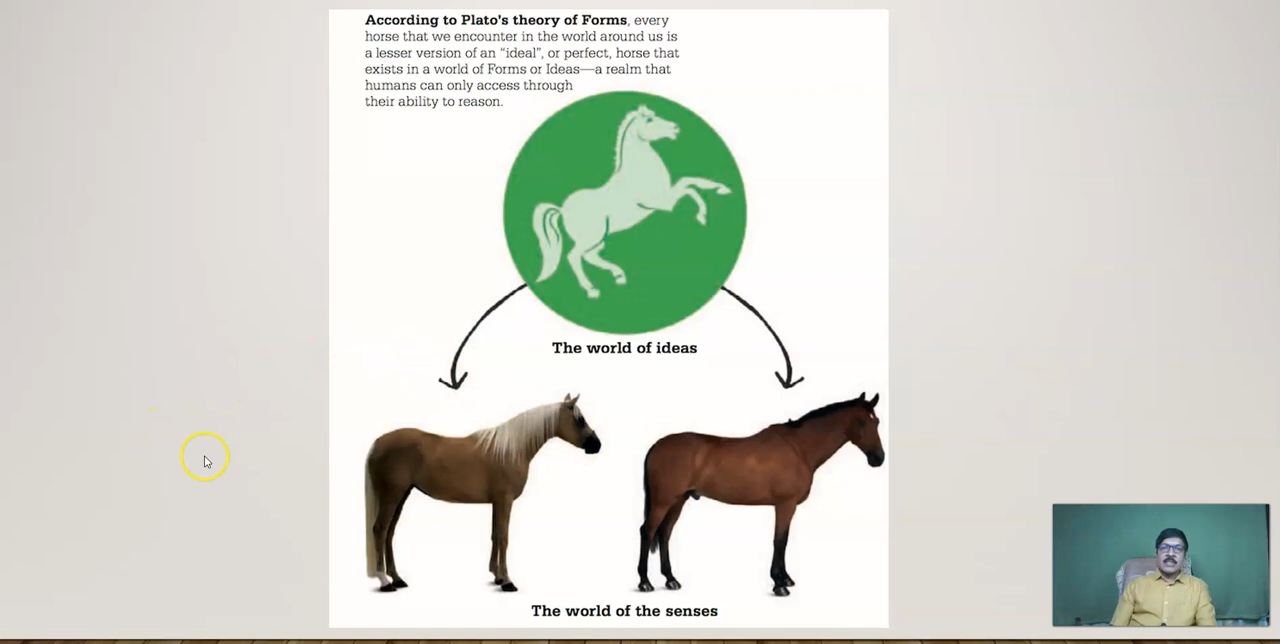 According to Plato's theory of Forms, every
horse that we encounter in the world around us is
a lesser version of an “ideal”, or perfect, horse that
exists in a world of Forms or Ideas—a realm that
humans can only access through
their ability to reason.
The world of ideas
The world of the senses